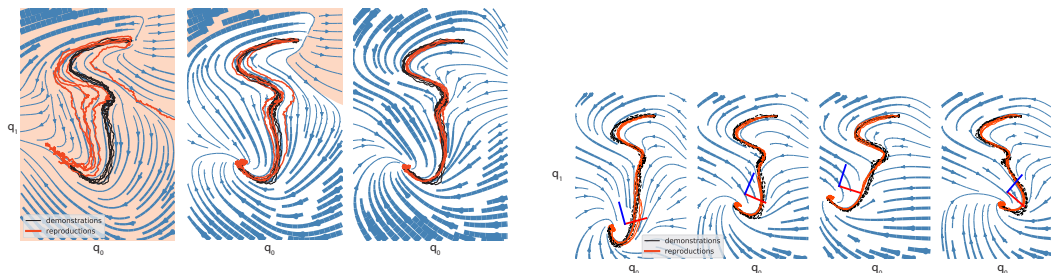 q₁
demonstrations
reproductions
q₀
q₀
q₀
q₁
demonstrations
reproductions
q₀
q₀
q₀
q₀